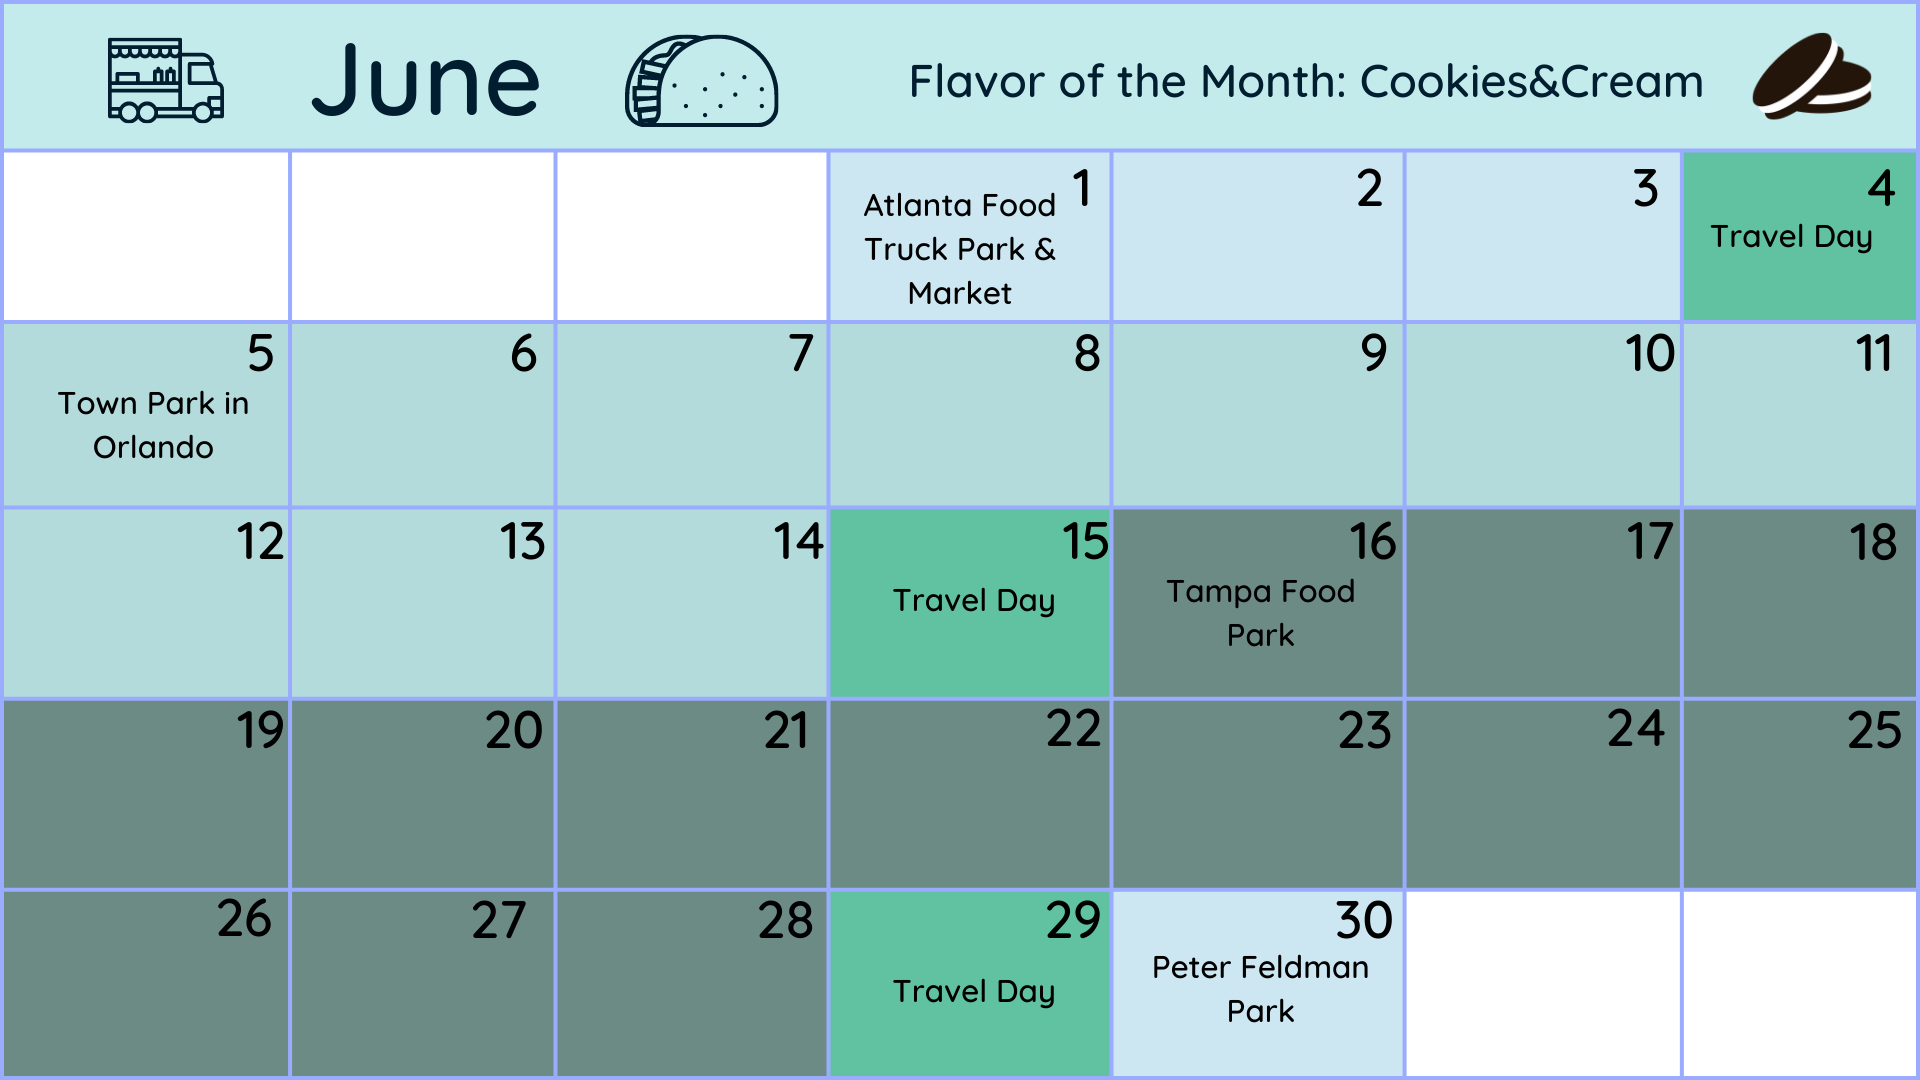 June
Flavor of the Month: Cookies&Cream
1
Atlanta Food
Truck Park &
Market
2
3
4
Travel Day
5
Town Park in
Orlando
6
7
8
9
10
11
12
13
14
15
Travel Day
16
Tampa Food
Park
17
18
19
20
21
22
23
24
25
26
27
28
29
Travel Day
30
Peter Feldman
Park